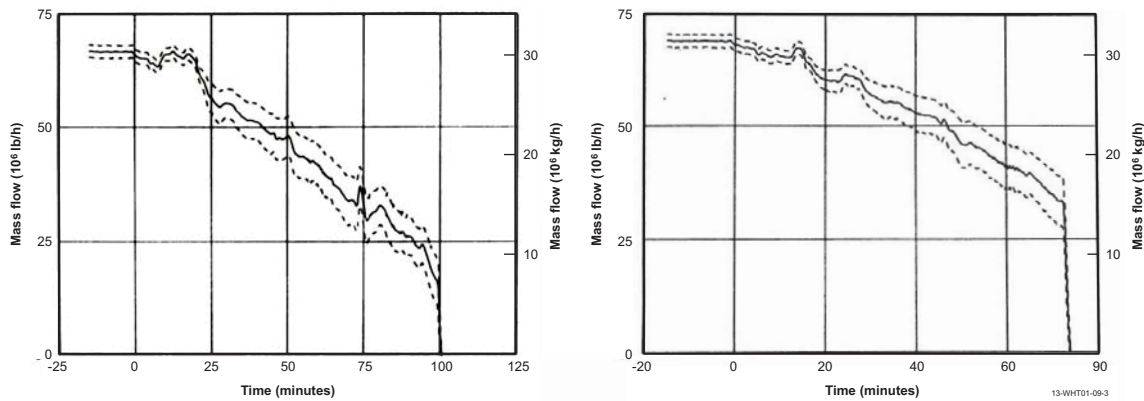 75
50
25
0
Mass flow (10⁶ lb/h)
30
20
10
Mass flow (10⁶ kg/h)
-25 0 25 50 75 100 125
Time (minutes)
75
50
25
0
Mass flow (10⁶ lb/h)
30
20
10
Mass flow (10⁶ kg/h)
-20 0 20 40 60 80 90
Time (minutes)
13-WHT01-09-3